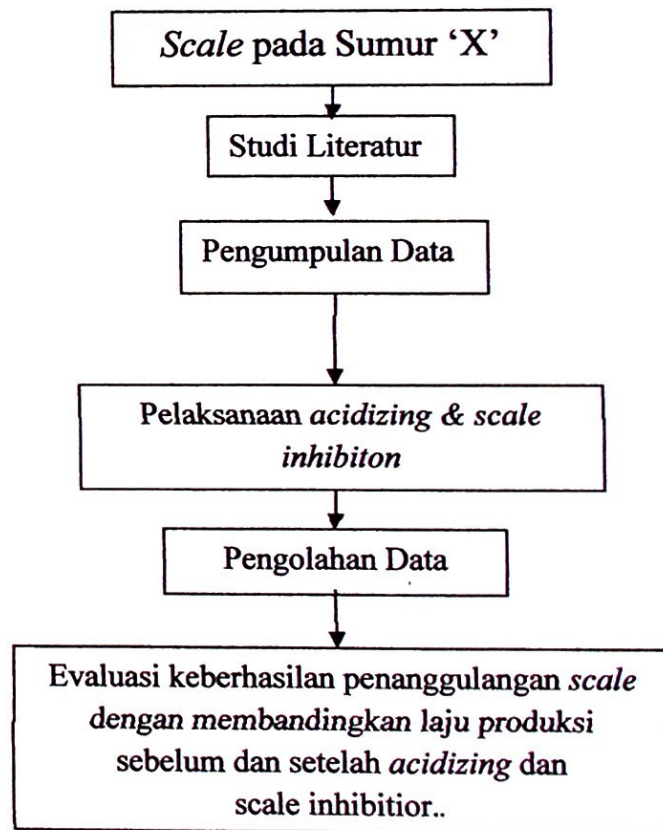 Scale pada Sumur ‘X’
Studi Literatur
Pengumpulan Data
Pelaksanaan acidizing & scale
inhibiton
Pengolahan Data
Evaluasi keberhasilan penanggulangan scale
dengan membandingkan laju produksi
sebelum dan setelah acidizing dan
scale inhibitior..